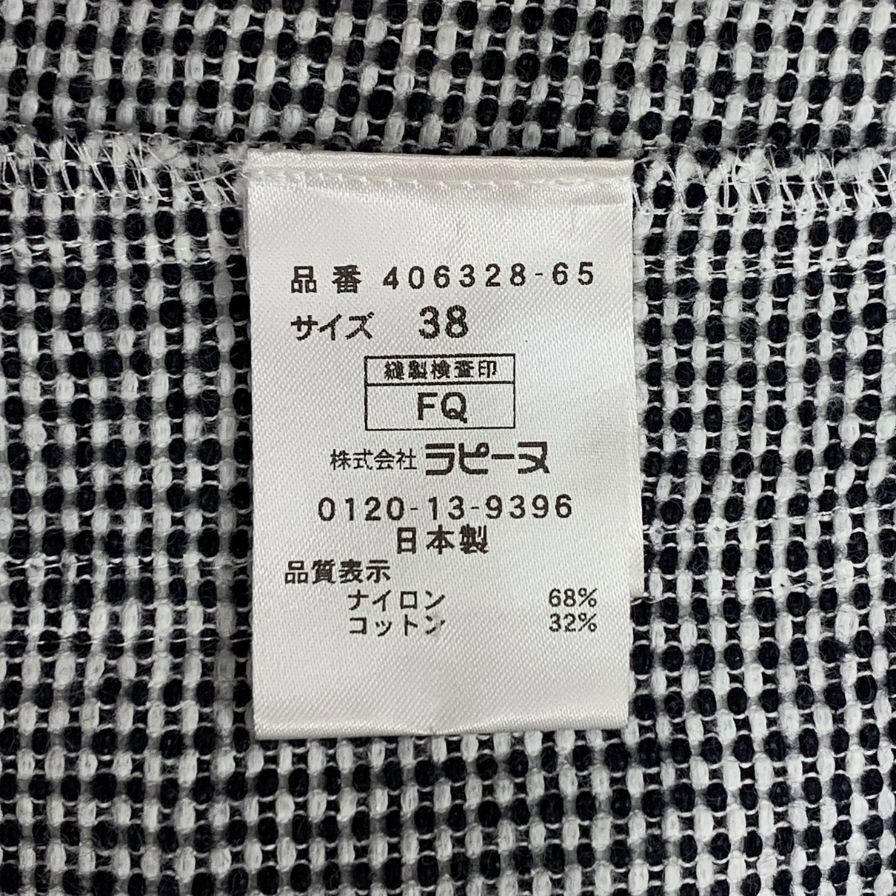 品番 406328-65
サイズ 38
縫製検査印
FQ
株式会社 ラピーヌ
0120-13-9396
日本製
品質表示
ナイロン 68%
コットン 32%